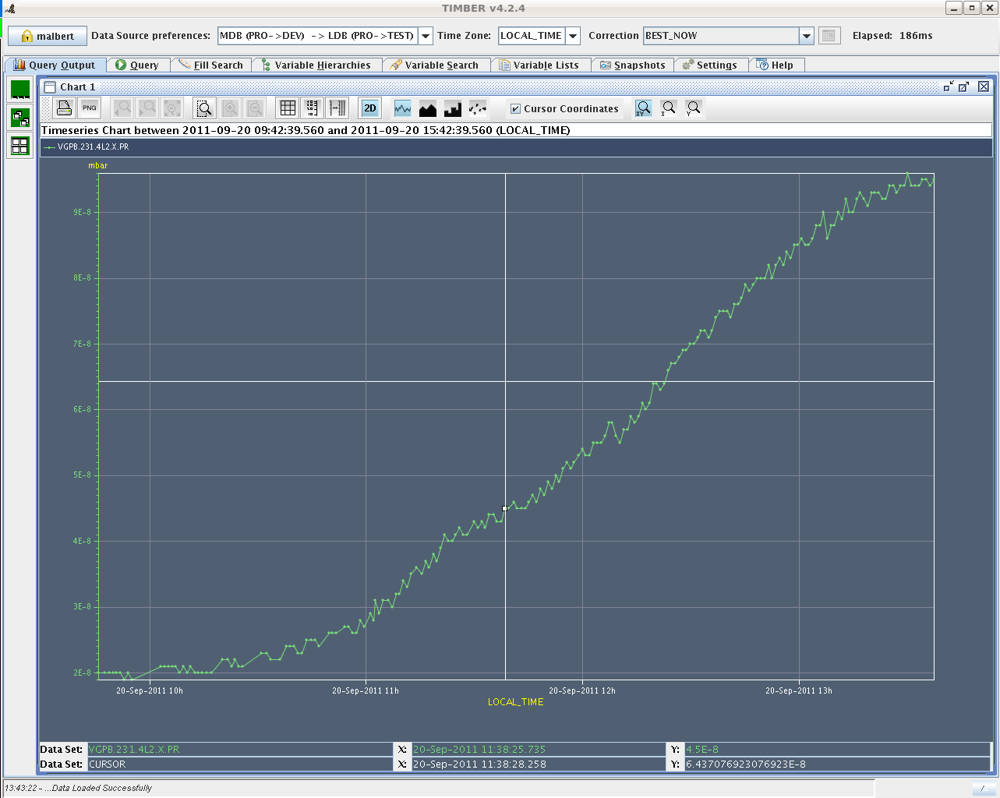 TIMBER v4.2.4
malbert Data Source preferences: MDB (PRO->DEV) -> LDB (PRO->TEST) Time Zone: LOCAL_TIME Correction BEST_NOW Elapsed: 186ms
Query Output Query Fill Search Variable Hierarchies Variable Search Variable Lists Snapshots Settings Help
Chart 1
PNG 2D Cursor Coordinates XY X Y
Timeseries Chart between 2011-09-20 09:42:39.560 and 2011-09-20 15:42:39.560 (LOCAL_TIME)
VGPB.231.4L2.X.PR
mbar
9E-8
8E-8
7E-8
6E-8
5E-8
4E-8
3E-8
2E-8
20-Sep-2011 10h 20-Sep-2011 11h 20-Sep-2011 12h 20-Sep-2011 13h
LOCAL_TIME
Data Set: VGPB.231.4L2.X.PR X: 20-Sep-2011 11:38:25.735 Y: 4.5E-8
Data Set: CURSOR X: 20-Sep-2011 11:38:28.258 Y: 6.437076923076923E-8
13:43:22 - ...Data Loaded Successfully